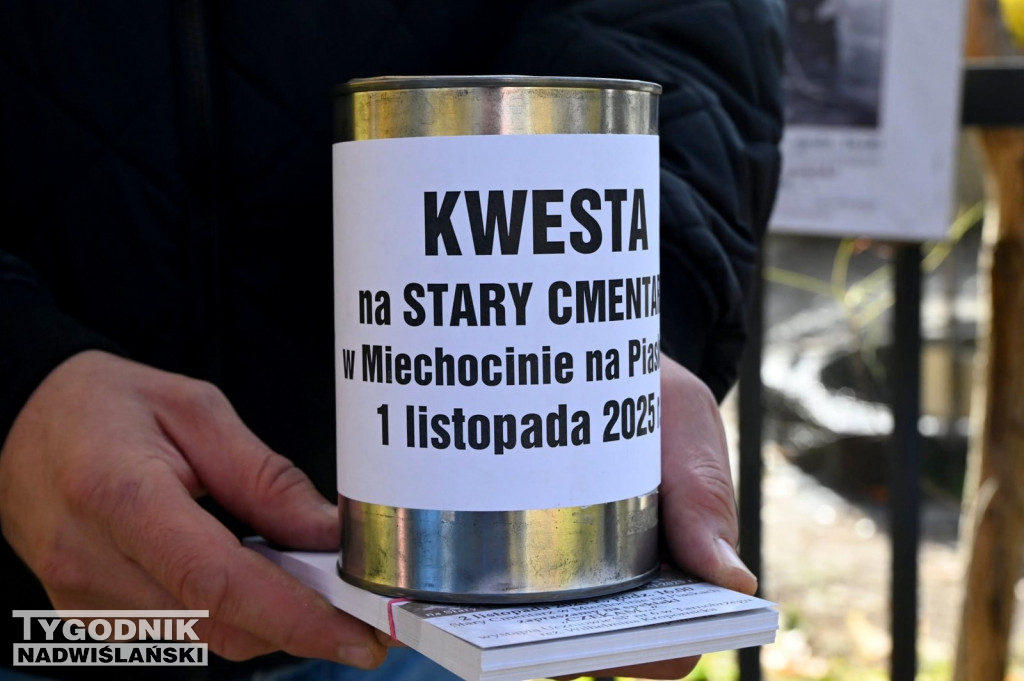 KWESTA
na STARY CMENTA
w Miechocinie na Pias
1 listopada 2025 r.
TYGODNIK
NADWIŚLAŃSKI